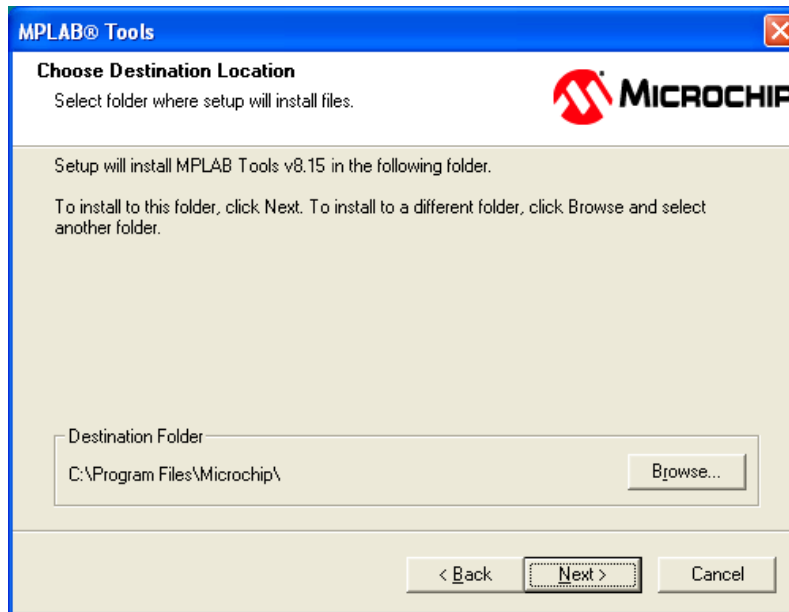 MPLAB® Tools
Choose Destination Location
Select folder where setup will install files.
MICROCHIP
Setup will install MPLAB Tools v8.15 in the following folder.
To install to this folder, click Next. To install to a different folder, click Browse and select
another folder.
Destination Folder
C:\Program Files\Microchip\
Browse...
< Back
Next >
Cancel